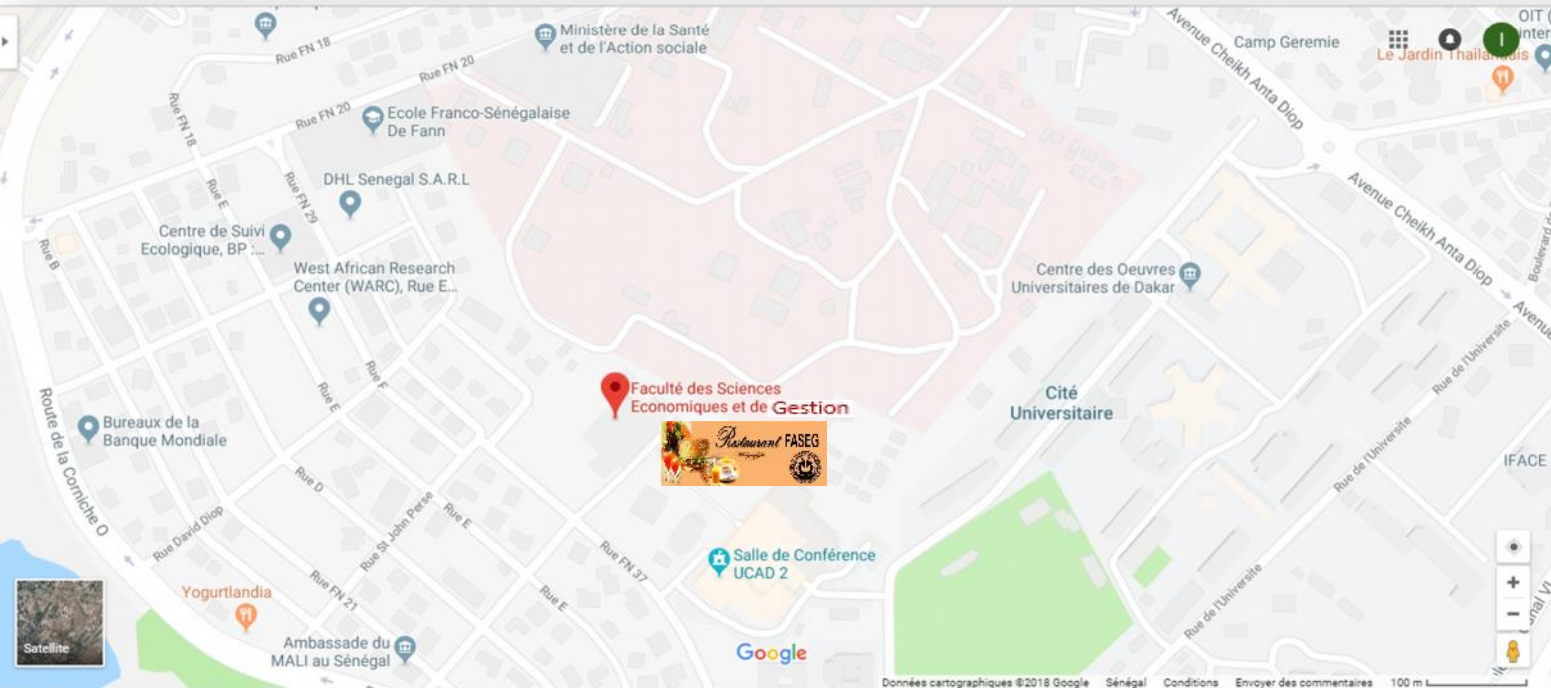 Ministère de la Santé
et de l'Action sociale
Avenue Cheikh Anta Diop
Camp Geremie
OIT (
Le Jardin Thaïlandais
Rue FN 18
Rue FN 20
Rue FN 18
Rue FN 20
Ecole Franco-Sénégalaise
De Fann
DHL Senegal S.A.R.L
Rue E
Rue FN 29
Centre de Suivi
Ecologique, BP :...
Rue B
West African Research
Center (WARC), Rue E...
Avenue Cheikh Anta Diop
Centre des Oeuvres
Universitaires de Dakar
Avenue
Rue F
Rue E
Faculté des Sciences
Economiques et de Gestion
Restaurant FASEG
Cité
Universitaire
Rue de l'Universite
Route de la Corniche O
Bureaux de la
Banque Mondiale
Rue de l'Universite
IFACE
Rue D
Rue David Diop
Rue St John Perse
Rue E
Rue FN 37
Salle de Conférence
UCAD 2
Yogurtlandia
Rue FN 21
Rue E
Rue de l'Universite
Satellite
Ambassade du
MALI au Sénégal
Google
Données cartographiques ©2018 Google Sénégal Conditions Envoyer des commentaires 100 m